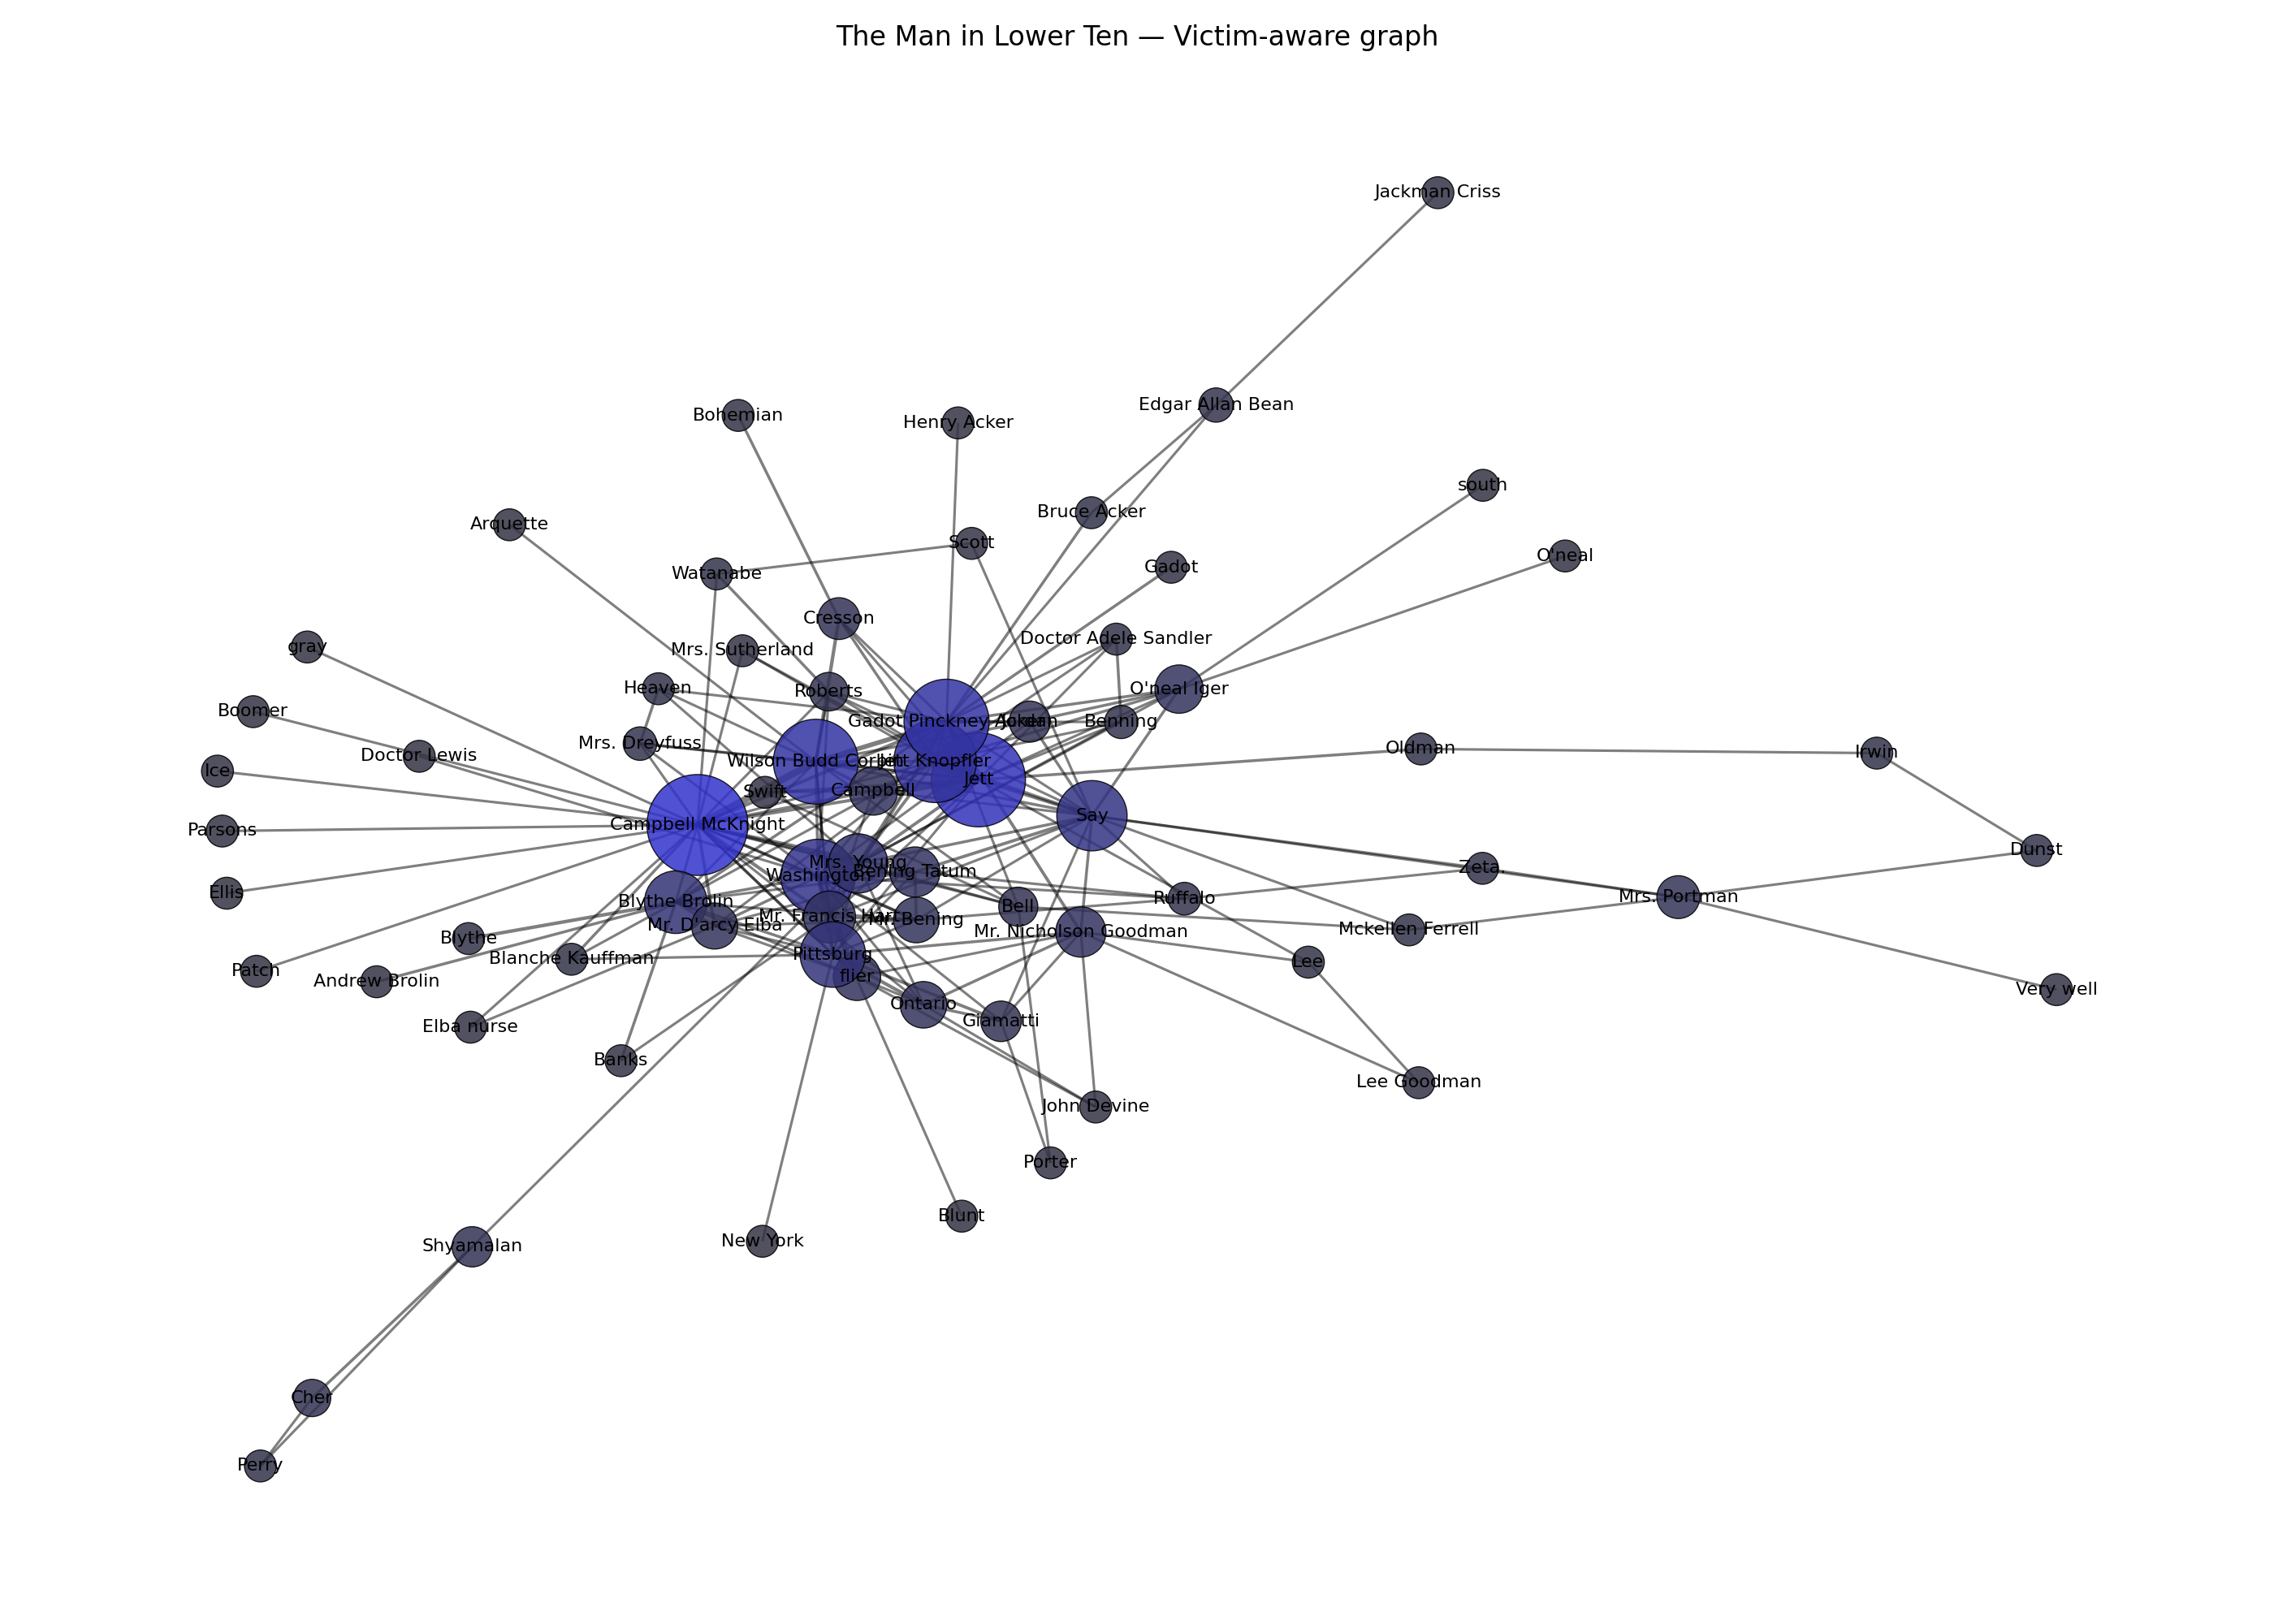 The Man in Lower Ten — Victim-aware graph
Jackman Criss
Edgar Allan Bean
Bohemian
Henry Acker
south
Bruce Acker
Arquette
Scott
O'neal
Gadot
Watanabe
Cresson
Doctor Adele Sandler
gray
Mrs. Sutherland
Heaven
Roberts
O'neal Iger
Boomer
Gadot Pinckney Acker
Jordan
Benning
Mrs. Dreyfuss
Oldman
Irwin
Doctor Lewis
Wilson Budd Corbin
Jett Knopfler
Ice
Jett
Swift
Campbell
Say
Campbell McKnight
Parsons
Dunst
Mrs. Young
Zeta.
Washington
Bening Tatum
Ellis
Mrs. Portman
Ruffalo
Blythe Brolin
Bell
Mr. Francis Hart
Mr. Bening
Mr. D'arcy Elba
Mckellen Ferrell
Mr. Nicholson Goodman
Blythe
Pittsburg
Blanche Kauffman
Lee
Patch
flier
Andrew Brolin
Very well
Ontario
Giamatti
Elba nurse
Banks
Lee Goodman
John Devine
Porter
Blunt
New York
Shyamalan
Cher
Perry